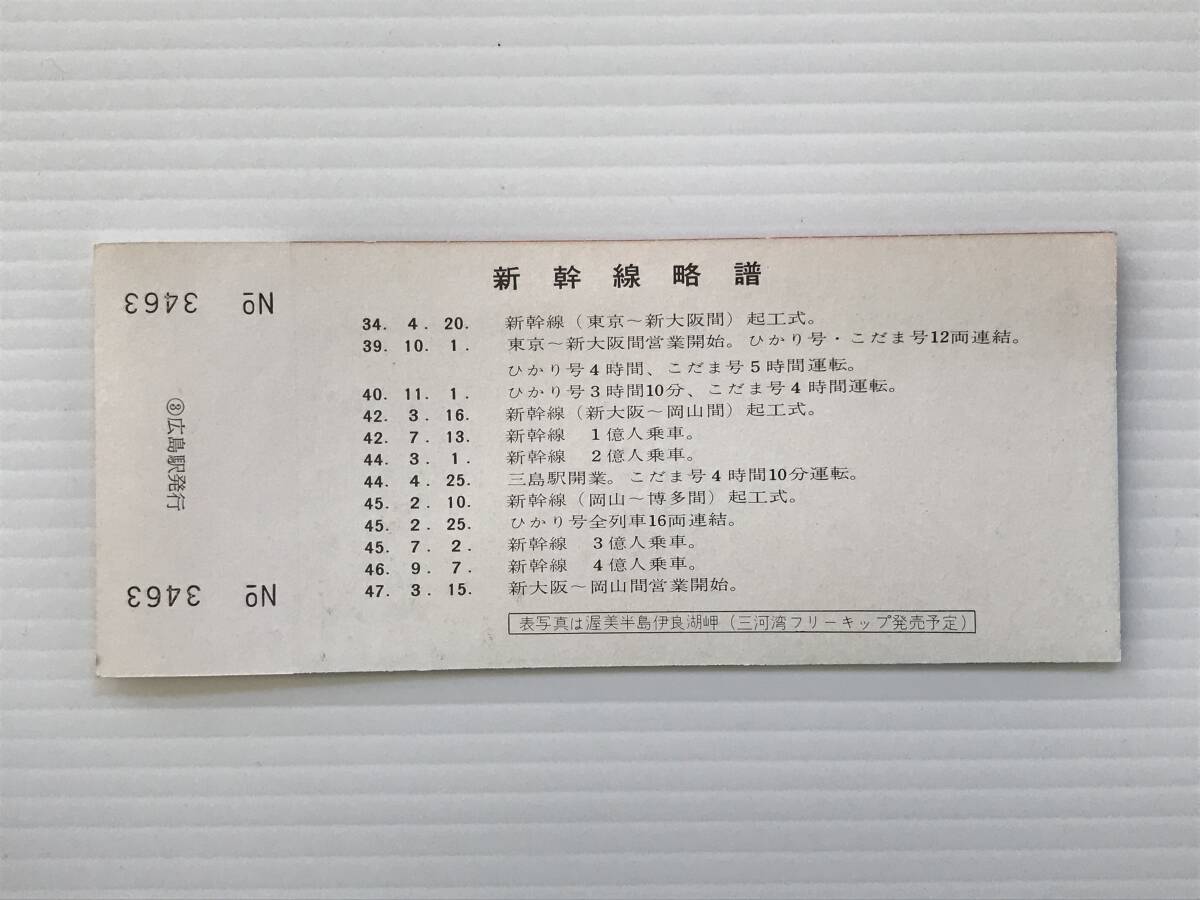 新幹線略譜
34. 4. 20. 新幹線（東京～新大阪間）起工式。
39. 10. 1. 東京～新大阪間営業開始。ひかり号・こだま号12両連結。
ひかり号4時間、こだま号5時間運転。
40. 11. 1. ひかり号3時間10分、こだま号4時間運転。
42. 3. 16. 新幹線（新大阪～岡山間）起工式。
42. 7. 13. 新幹線 1億人乗車。
44. 3. 1. 新幹線 2億人乗車。
44. 4. 25. 三島駅開業。こだま号4時間10分運転。
45. 2. 10. 新幹線（岡山～博多間）起工式。
45. 2. 25. ひかり号全列車16両連結。
45. 7. 2. 新幹線 3億人乗車。
46. 9. 7. 新幹線 4億人乗車。
47. 3. 15. 新大阪～岡山間営業開始。
表写真は渥美半島伊良湖岬（三河湾フリーキップ発売予定）
№ 3463
⑧広島駅発行
№ 3463